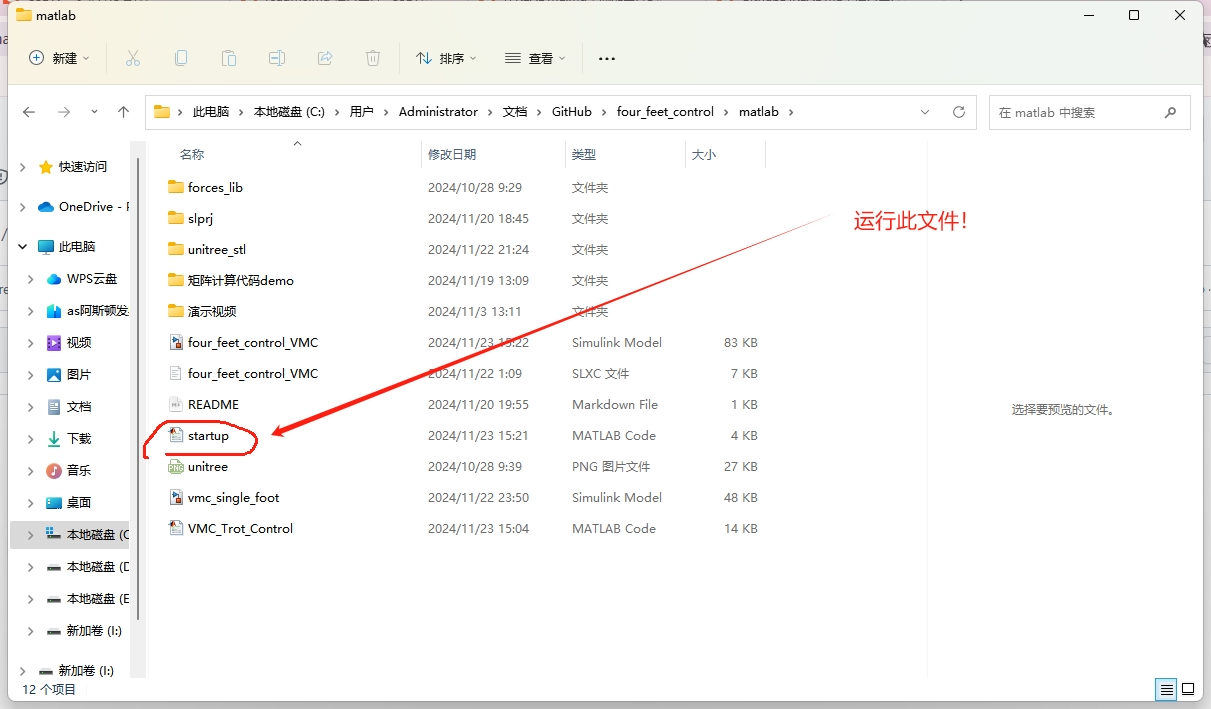 matlab
新建
排序
查看
此电脑 本地磁盘 (C:) 用户 Administrator 文档 GitHub four_feet_control matlab
在 matlab 中搜索
快速访问
OneDrive -
此电脑
WPS云盘
as阿斯顿发
视频
图片
文档
下载
音乐
桌面
本地磁盘 (C
本地磁盘 (D
本地磁盘 (E
新加卷 (I:)
新加卷 (I:)
名称 修改日期 类型 大小
forces_lib 2024/10/28 9:29 文件夹
slprj 2024/11/20 18:45 文件夹
unitree_stl 2024/11/22 21:24 文件夹
矩阵计算代码demo 2024/11/19 13:09 文件夹
演示视频 2024/11/3 13:11 文件夹
four_feet_control_VMC 2024/11/23 15:22 Simulink Model 83 KB
four_feet_control_VMC 2024/11/22 1:09 SLXC 文件 7 KB
README 2024/11/20 19:55 Markdown File 1 KB
startup 2024/11/23 15:21 MATLAB Code 4 KB
unitree 2024/10/28 9:39 PNG 图片文件 27 KB
vmc_single_foot 2024/11/22 23:50 Simulink Model 48 KB
VMC_Trot_Control 2024/11/23 15:04 MATLAB Code 14 KB
运行此文件！
选择要预览的文件。
12 个项目